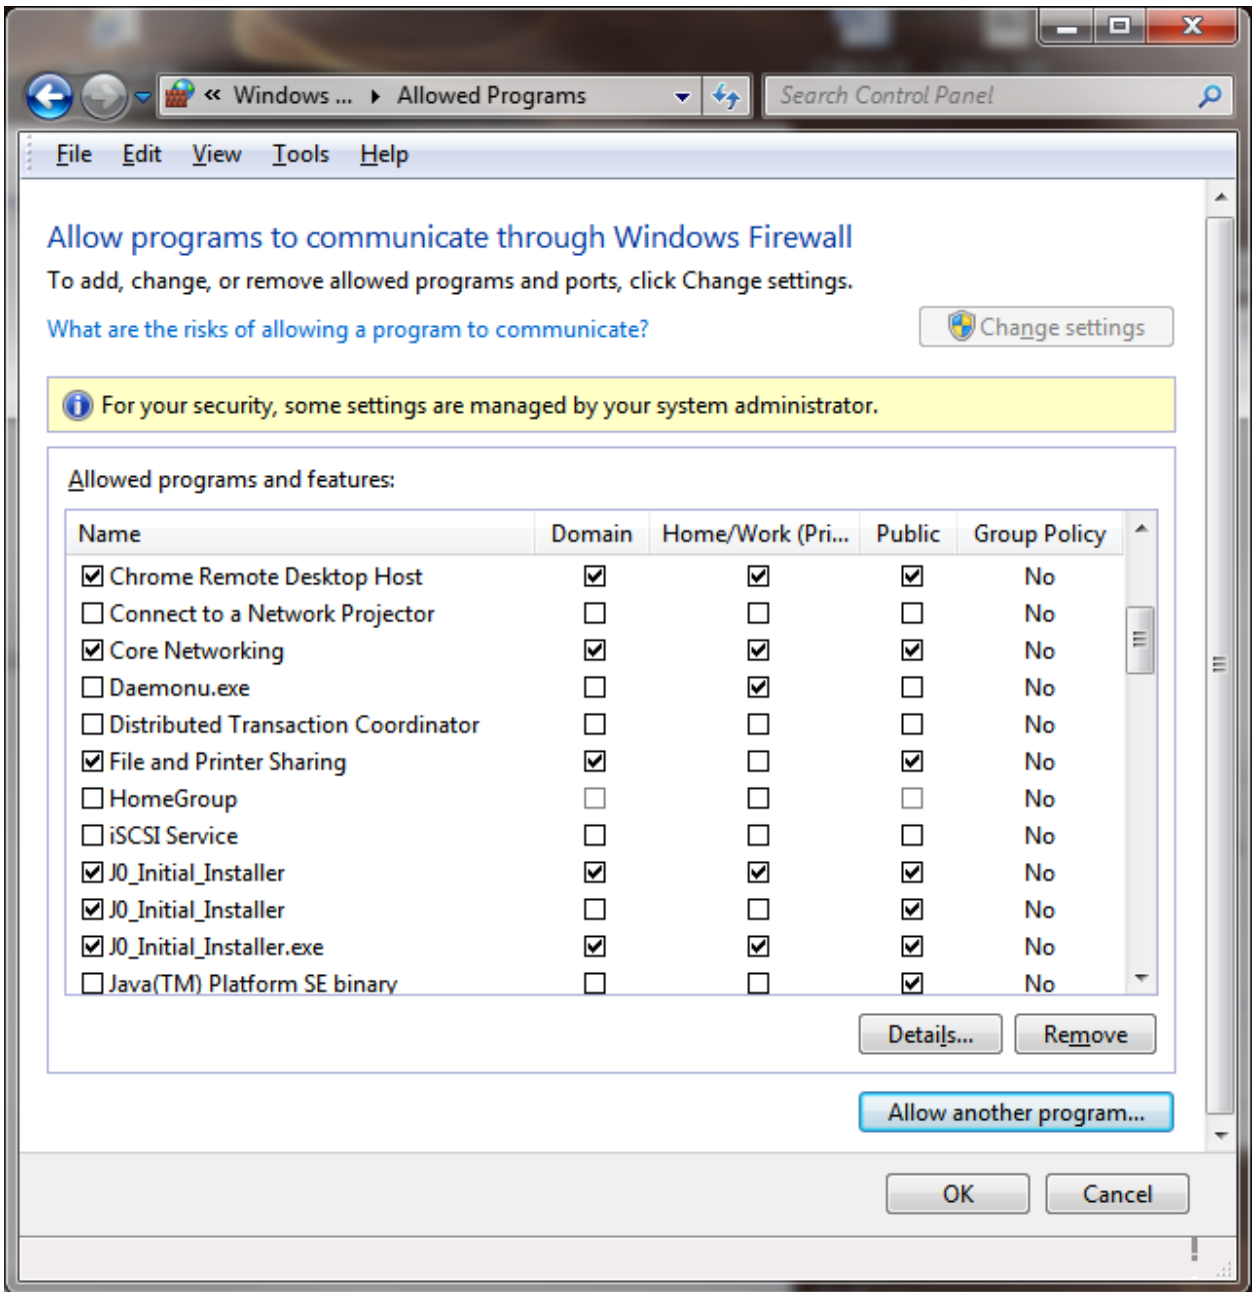 « Windows ... ▸ Allowed Programs Search Control Panel
File Edit View Tools Help
Allow programs to communicate through Windows Firewall
To add, change, or remove allowed programs and ports, click Change settings.
What are the risks of allowing a program to communicate? Change settings
For your security, some settings are managed by your system administrator.
Allowed programs and features:
Name Domain Home/Work (Pri... Public Group Policy
Chrome Remote Desktop Host No
Connect to a Network Projector No
Core Networking No
Daemonu.exe No
Distributed Transaction Coordinator No
File and Printer Sharing No
HomeGroup No
iSCSI Service No
J0_Initial_Installer No
J0_Initial_Installer No
J0_Initial_Installer.exe No
Java(TM) Platform SE binary No
Details... Remove
Allow another program...
OK Cancel